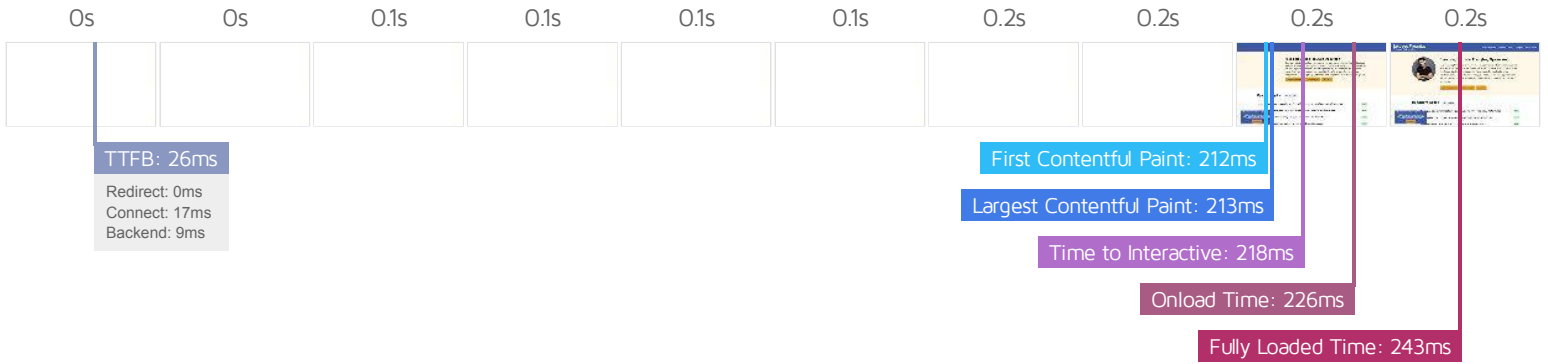 0s 0s 0.1s 0.1s 0.1s 0.1s 0.2s 0.2s 0.2s 0.2s
TTFB: 26ms
Redirect: 0ms
Connect: 17ms
Backend: 9ms
First Contentful Paint: 212ms
Largest Contentful Paint: 213ms
Time to Interactive: 218ms
Onload Time: 226ms
Fully Loaded Time: 243ms